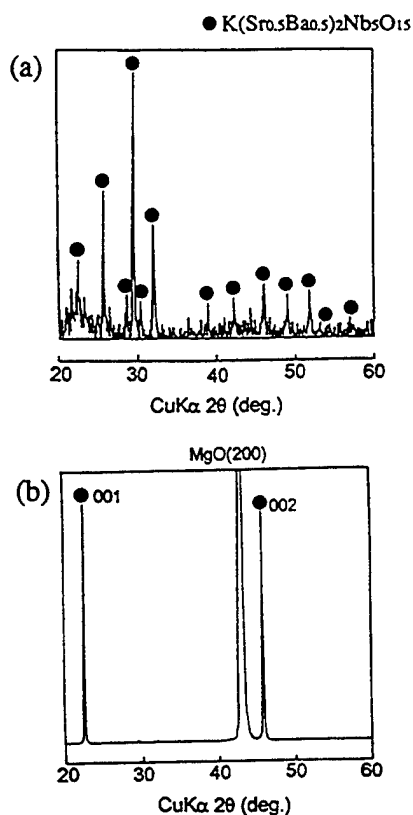 ● K(Sr0.5Ba0.5)2Nb5O15
(a)
20 30 40 50 60
CuKα 2θ (deg.)
MgO(200)
(b)
001
002
20 30 40 50 60
CuKα 2θ (deg.)